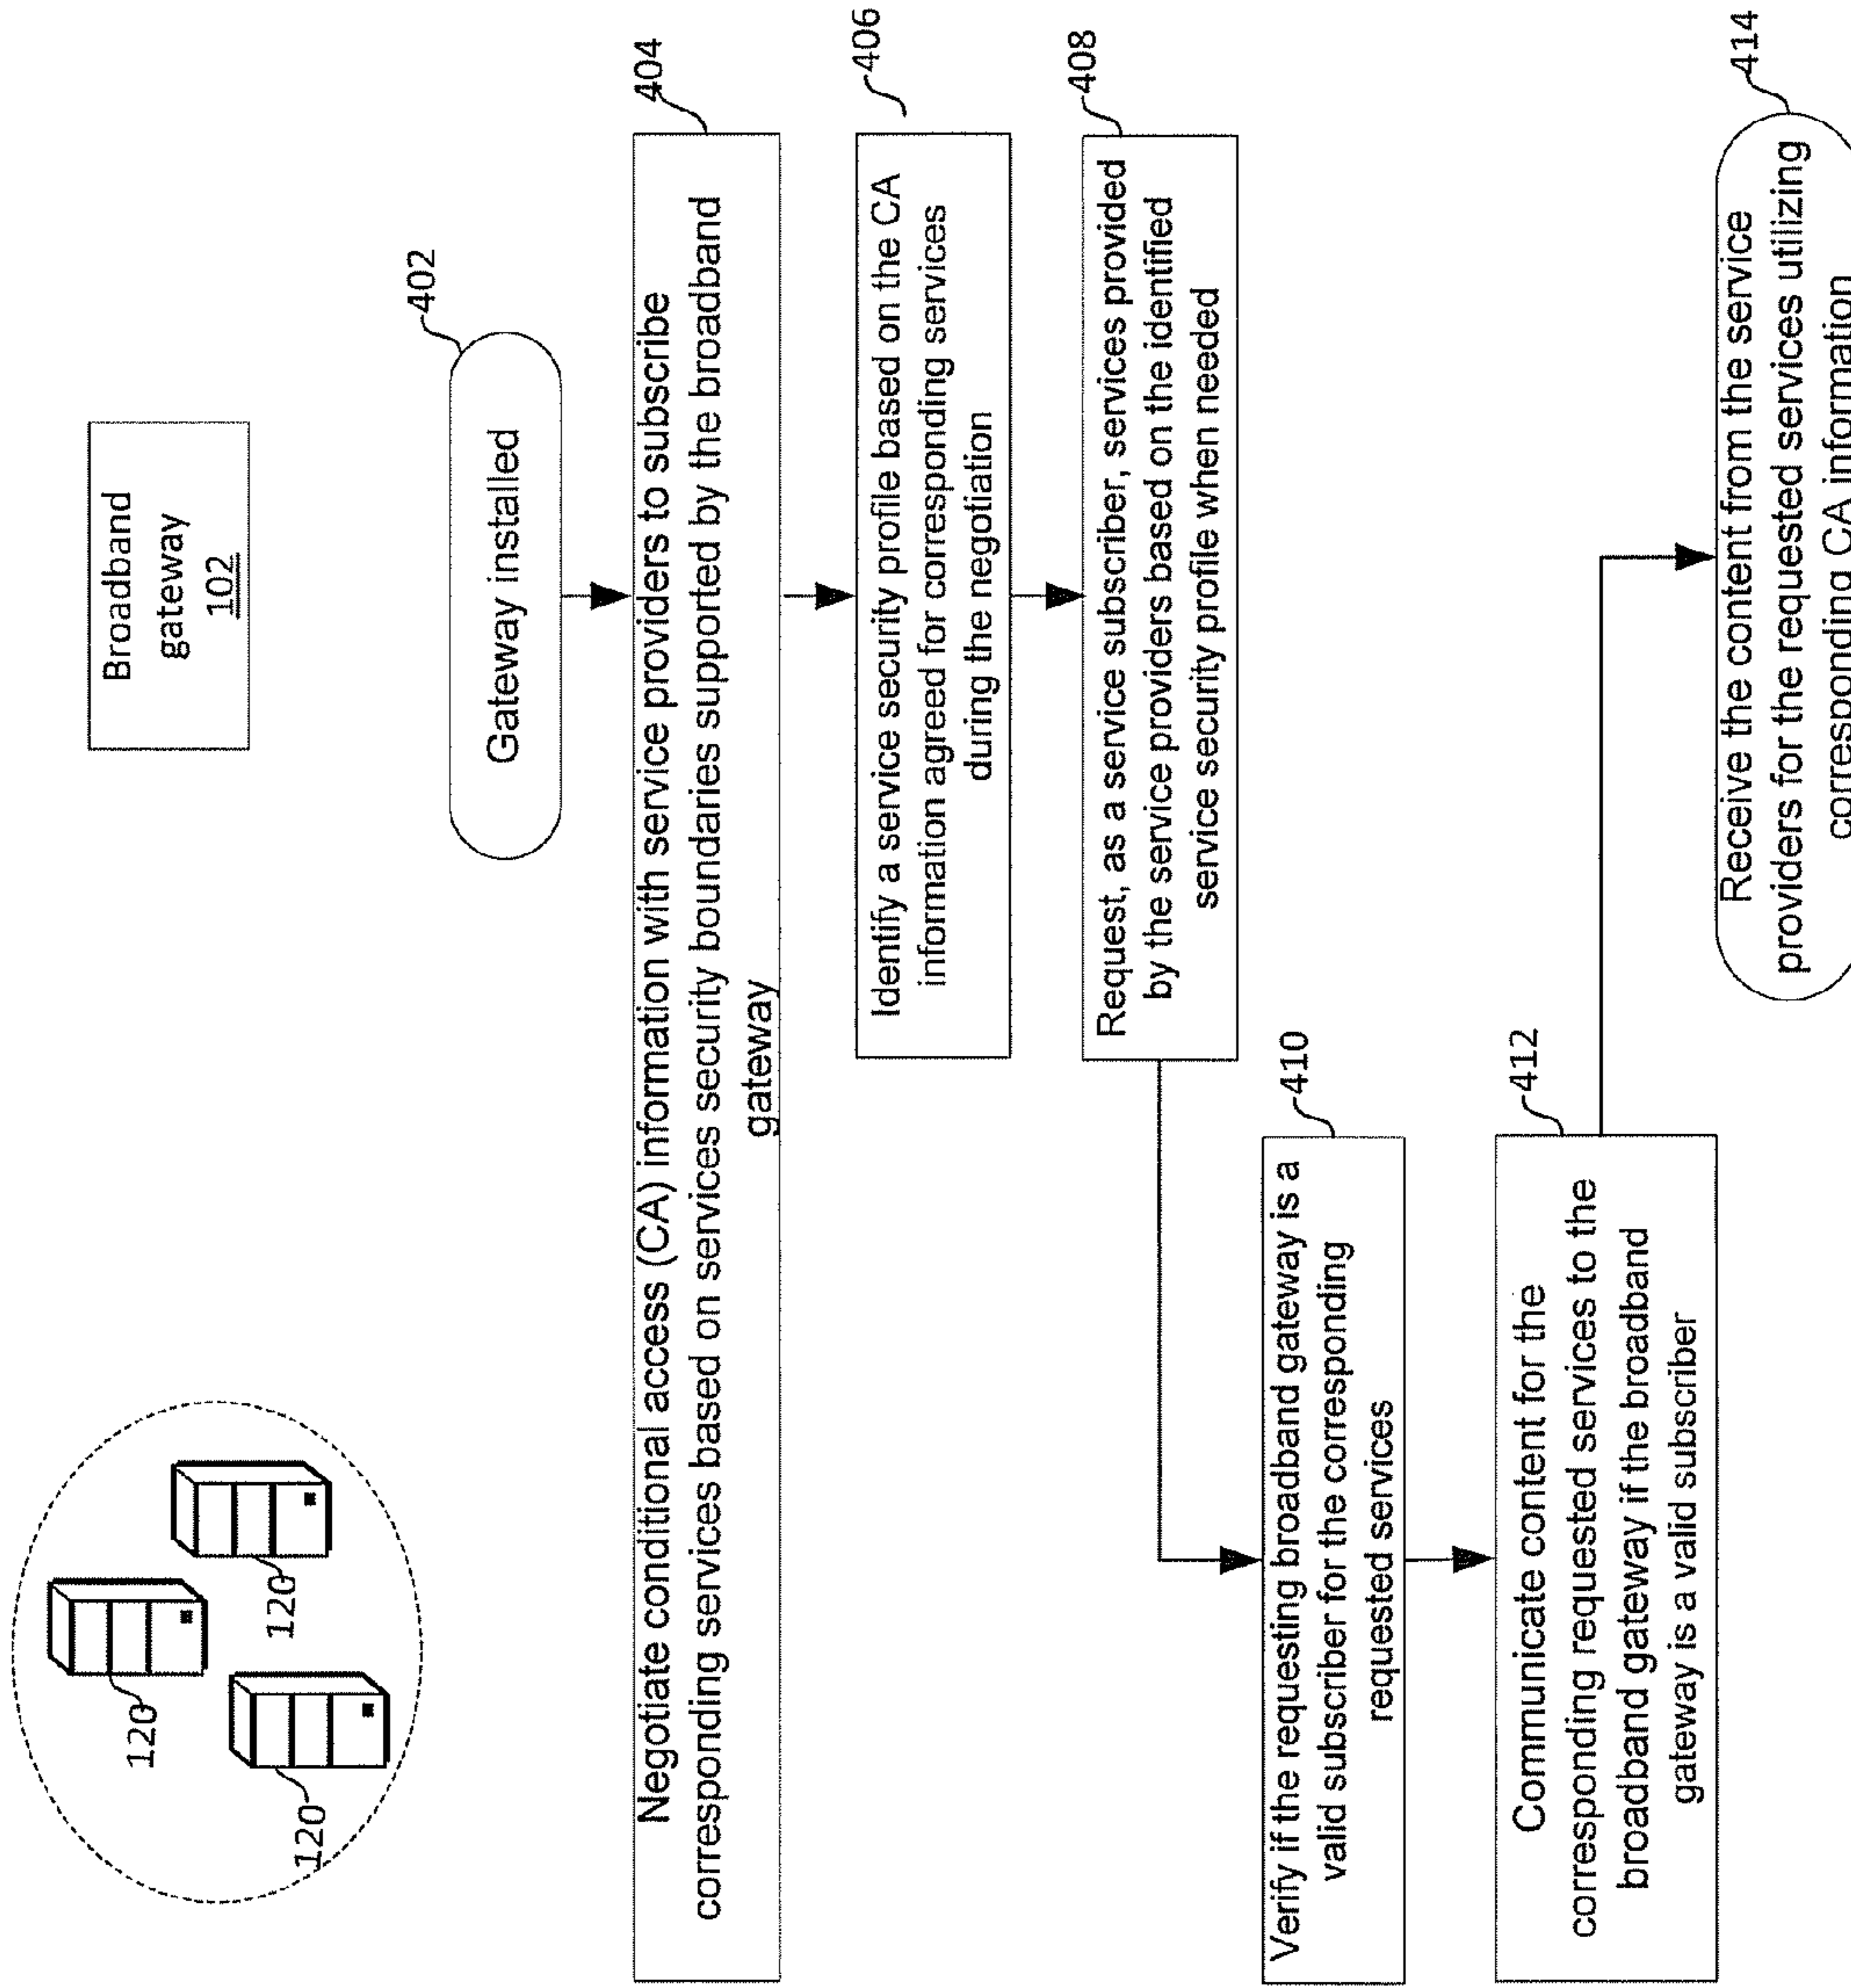 120
120
120
Broadband
gateway
102
402
Gateway installed
404
Negotiate conditional access (CA) information with service providers to subscribe
corresponding services based on services security boundaries supported by the broadband
gateway
406
Identify a service security profile based on the CA
information agreed for corresponding services
during the negotiation
408
Request, as a service subscriber, services provided
by the service providers based on the identified
service security profile when needed
410
Verify if the requesting broadband gateway is a
valid subscriber for the corresponding
requested services
412
Communicate content for the
corresponding requested services to the
broadband gateway if the broadband
gateway is a valid subscriber
414
Receive the content from the service
providers for the requested services utilizing
corresponding CA information